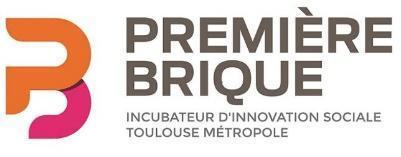 PREMIÈRE
BRIQUE
INCUBATEUR D'INNOVATION SOCIALE
TOULOUSE MÉTROPOLE